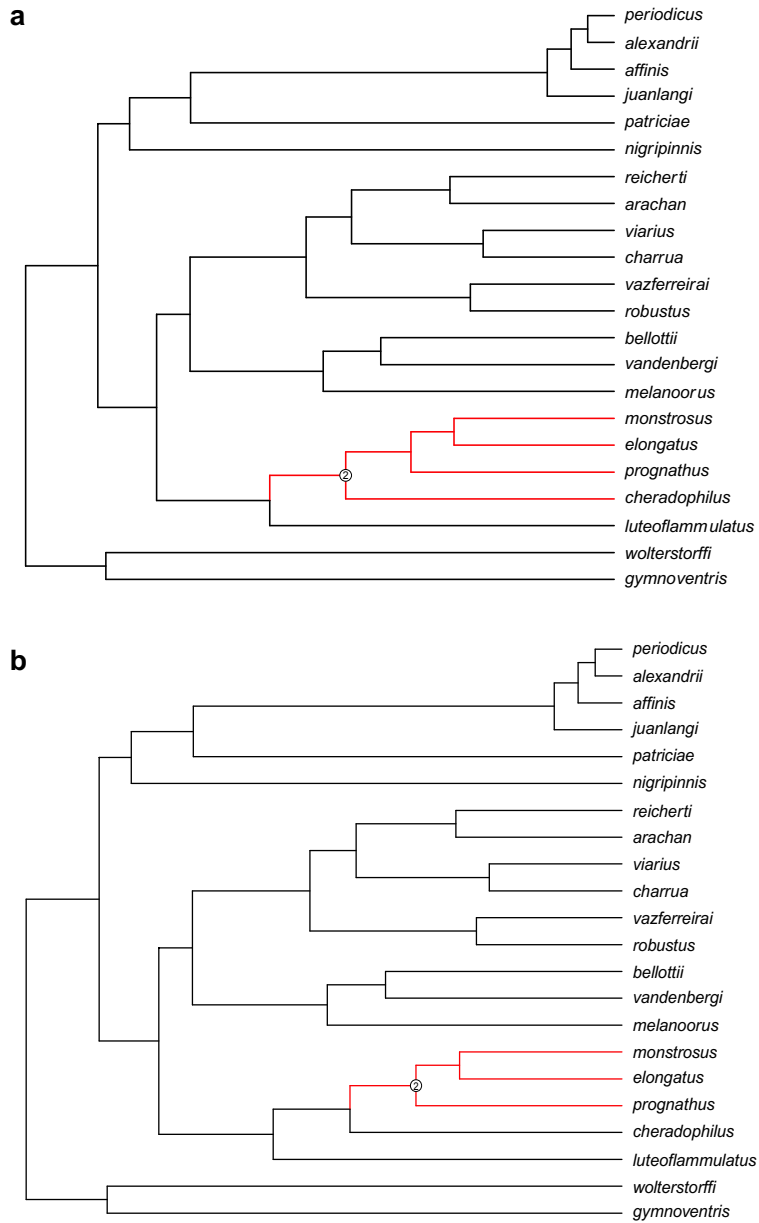 a
periodicus
alexandrii
affinis
juanlangi
patriciae
nigripinnis
reicherti
arachan
viarius
charrua
vazferreirai
robustus
bellottii
vandenbergi
melanoorus
monstrosus
elongatus
prognathus
2
cheradophilus
luteoflammulatus
wolterstorffi
gymnoventris
b
periodicus
alexandrii
affinis
juanlangi
patriciae
nigripinnis
reicherti
arachan
viarius
charrua
vazferreirai
robustus
bellottii
vandenbergi
melanoorus
monstrosus
elongatus
2
prognathus
cheradophilus
luteoflammulatus
wolterstorffi
gymnoventris